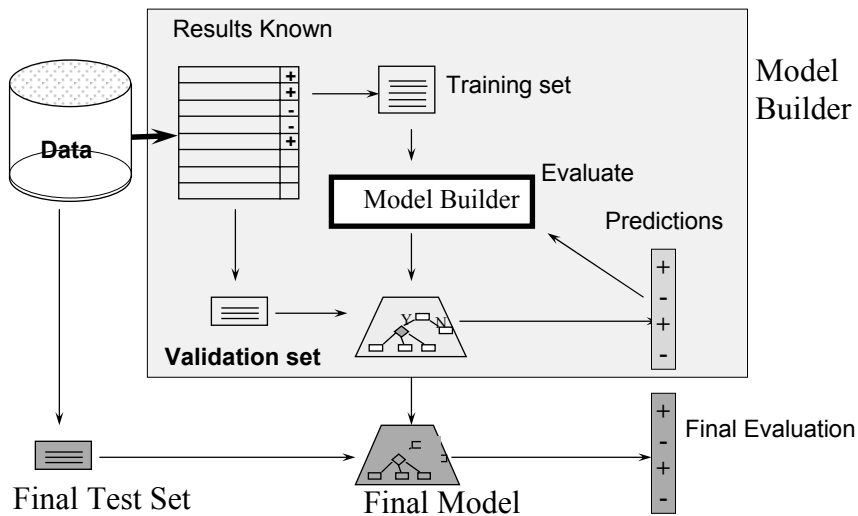 Results Known
+
+
-
-
+
Data
Training set
Model
Builder
Model Builder
Evaluate
Predictions
+
-
+
-
Y
N
Validation set
Final Test Set
Final Model
+
-
+
-
Final Evaluation